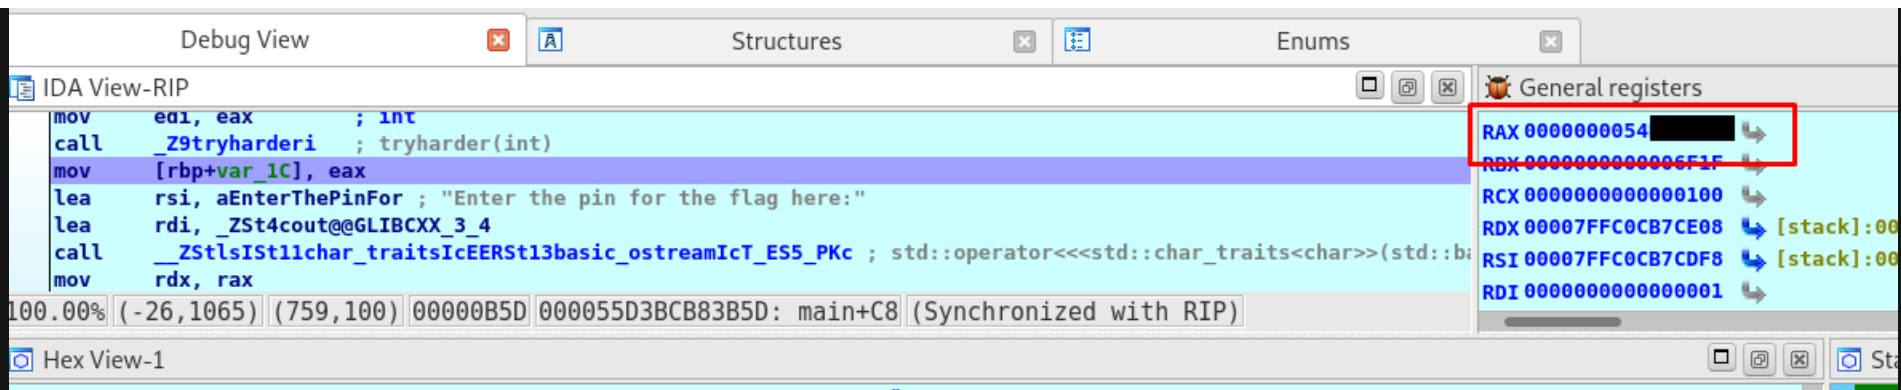 Debug View
Structures
Enums
IDA View-RIP
General registers
mov edi, eax ; int
call _Z9tryharderi ; tryharder(int)
mov [rbp+var_1C], eax
lea rsi, aEnterThePinFor ; "Enter the pin for the flag here:"
lea rdi, _ZSt4cout@@GLIBCXX_3_4
call __ZStlsISt11char_traitsIcEERSt13basic_ostreamIcT_ES5_PKc ; std::operator<<<std::char_traits<char>>(std::ba
mov rdx, rax
RAX 0000000054
RBX 0000000000006F1F
RCX 0000000000000100
RDX 00007FFC0CB7CE08 [stack]:00
RSI 00007FFC0CB7CDF8 [stack]:00
RDI 0000000000000001
100.00% (-26,1065) (759,100) 00000B5D 000055D3BCB83B5D: main+C8 (Synchronized with RIP)
Hex View-1
Sta